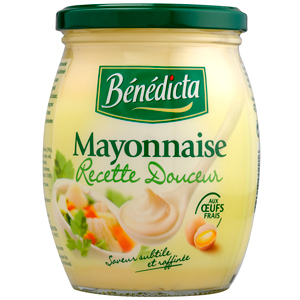 Bénédicta
Mayonnaise
Recette Douceur
AUX
ŒUFS
FRAIS
Saveur subtile
et raffinée